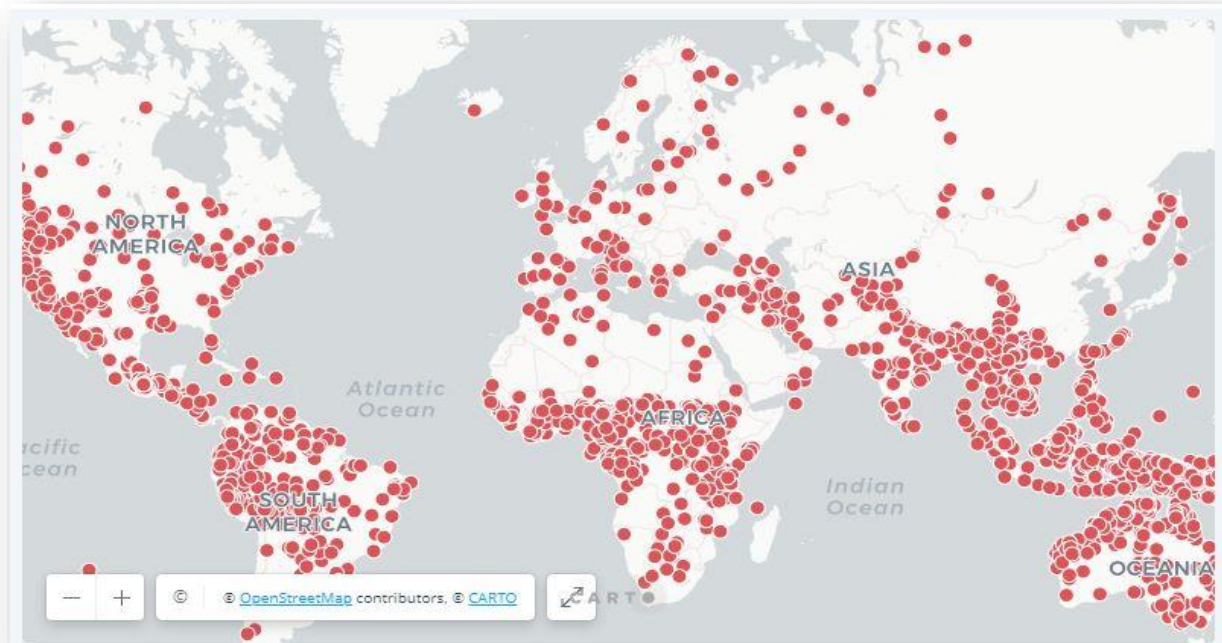 NORTH
AMERICA
ASIA
Atlantic
Ocean
AFRICA
acific
cean
SOUTH
AMERICA
Indian
Ocean
OCEANIA
© © OpenStreetMap contributors, © CARTO
CARTO